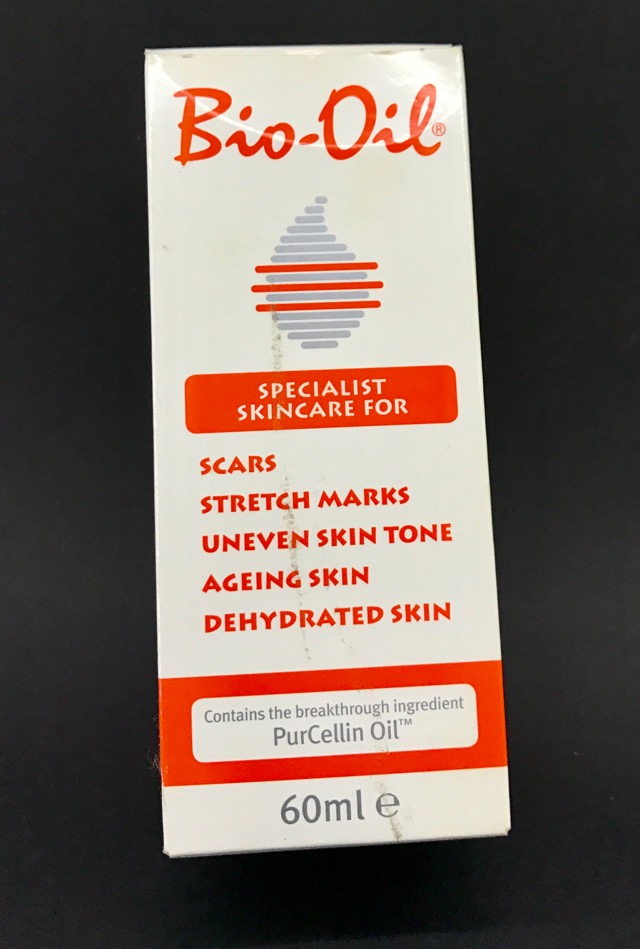 Bio-Oil®
SPECIALIST
SKINCARE FOR
SCARS
STRETCH MARKS
UNEVEN SKIN TONE
AGEING SKIN
DEHYDRATED SKIN
Contains the breakthrough ingredient
PurCellin Oil™
60ml ℮